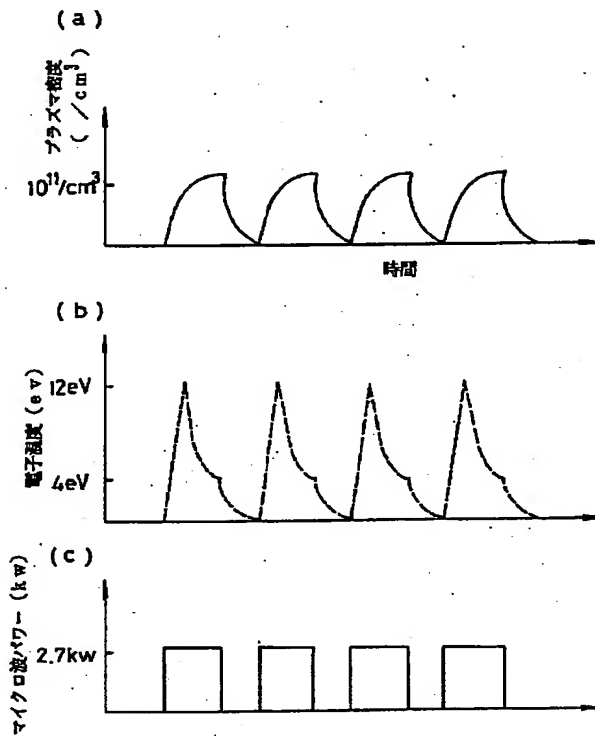 (a)
プラズマ密度
(/cm³)
10¹¹/cm³
時間
(b)
電子温度(ev)
12eV
4eV
(c)
マイクロ波パワー(kw)
2.7kw